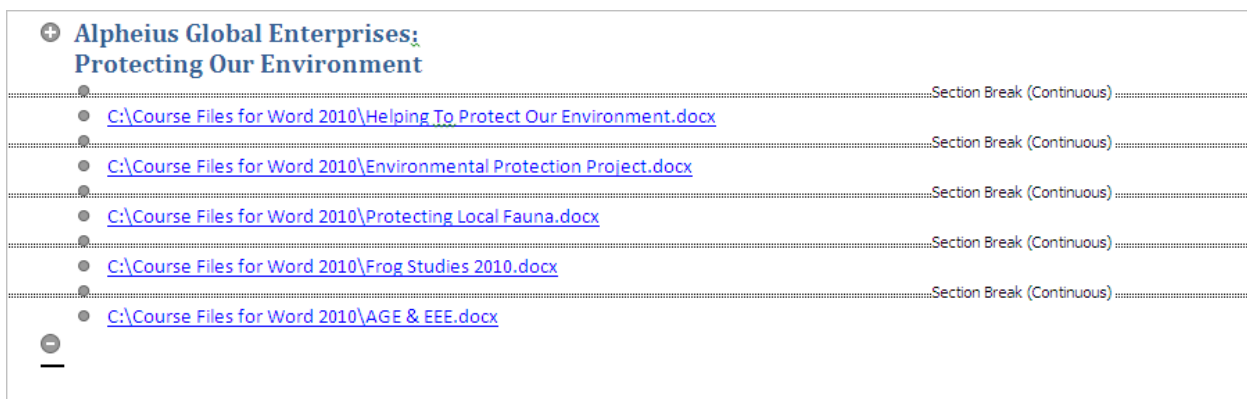 Alpheius Global Enterprises:
Protecting Our Environment
Section Break (Continuous)
C:\Course Files for Word 2010\Helping To Protect Our Environment.docx
Section Break (Continuous)
C:\Course Files for Word 2010\Environmental Protection Project.docx
Section Break (Continuous)
C:\Course Files for Word 2010\Protecting Local Fauna.docx
Section Break (Continuous)
C:\Course Files for Word 2010\Frog Studies 2010.docx
Section Break (Continuous)
C:\Course Files for Word 2010\AGE & EEE.docx